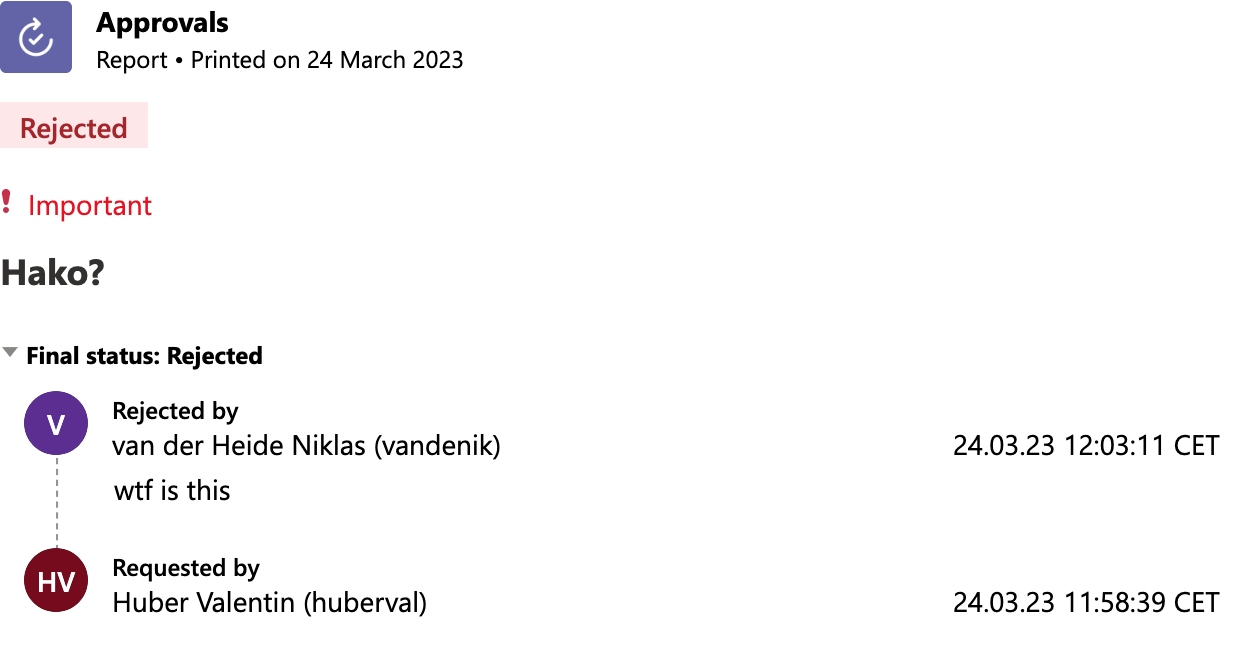 Approvals
Report • Printed on 24 March 2023
Rejected
! Important
Hako?
Final status: Rejected
V
Rejected by
van der Heide Niklas (vandenik) 24.03.23 12:03:11 CET
wtf is this
HV
Requested by
Huber Valentin (huberval) 24.03.23 11:58:39 CET